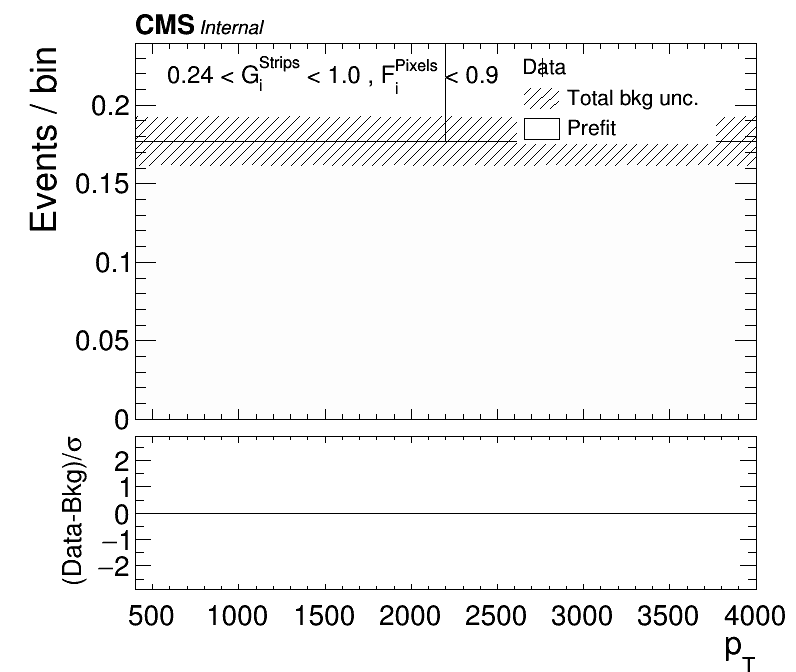 CMS Internal
0.24 < G_i^Strips < 1.0 , F_i^Pixels < 0.9
Data
Total bkg unc.
Prefit
Events / bin
0.2
0.15
0.1
0.05
0
(Data-Bkg)/σ
2
1
0
−1
−2
500 1000 1500 2000 2500 3000 3500 4000
p_T